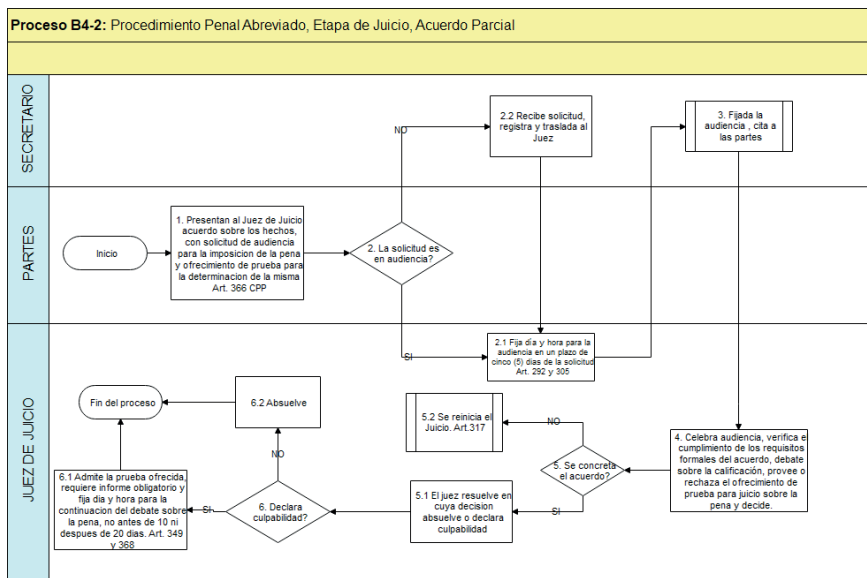 Proceso B4-2: Procedimiento Penal Abreviado, Etapa de Juicio, Acuerdo Parcial
SECRETARIO
2.2 Recibe solicitud,
registra y traslada al
Juez
3. Fijada la
audiencia , cita a
las partes
NO
PARTES
Inicio
1. Presentan al Juez de Juicio
acuerdo sobre los hechos,
con solicitud de audiencia
para la imposicion de la pena
y ofrecimiento de prueba para
la determinacion de la misma
Art. 366 CPP
2. La solicitud es
en audiencia?
SI
JUEZ DE JUICIO
2.1 Fija día y hora para la
audiencia en un plazo de
cinco (5) dias de la solicitud
Art. 292 y 305
Fin del proceso
6.2 Absuelve
5.2 Se reinicia el
Juicio. Art.317
NO
4. Celebra audiencia, verifica el
cumplimiento de los requisitos
formales del acuerdo, debate
sobre la calificación, provee o
rechaza el ofrecimiento de
prueba para juicio sobre la
pena y decide.
5. Se concreta
el acuerdo?
SI
5.1 El juez resuelve en
cuya decision
absuelve o declara
culpabilidad
NO
6. Declara
culpabilidad?
SI
6.1 Admite la prueba ofrecida,
requiere informe obligatorio y
fija dia y hora para la
continuacion del debate sobre
la pena, no antes de 10 ni
despues de 20 dias. Art. 349
y 368